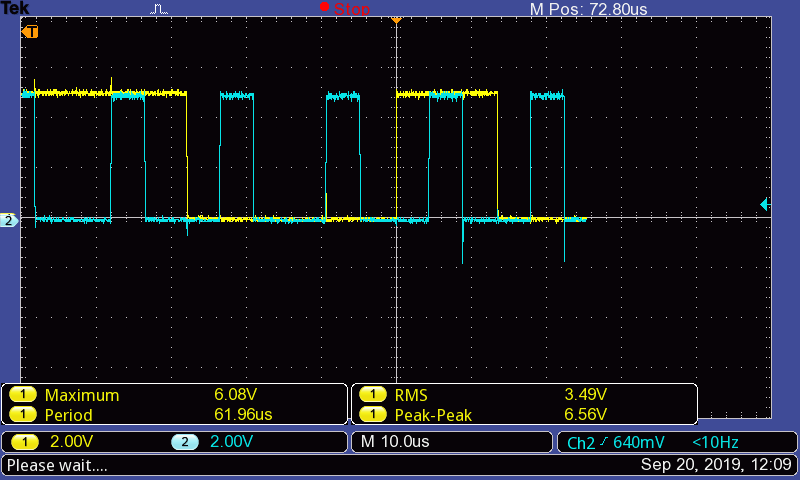 Tek Stop M Pos: 72.80us
T
2
1 Maximum 6.08V 1 RMS 3.49V
1 Period 61.96us 1 Peak-Peak 6.56V
1 2.00V 2 2.00V M 10.0us Ch2 640mV <10Hz
Please wait.... Sep 20, 2019, 12:09